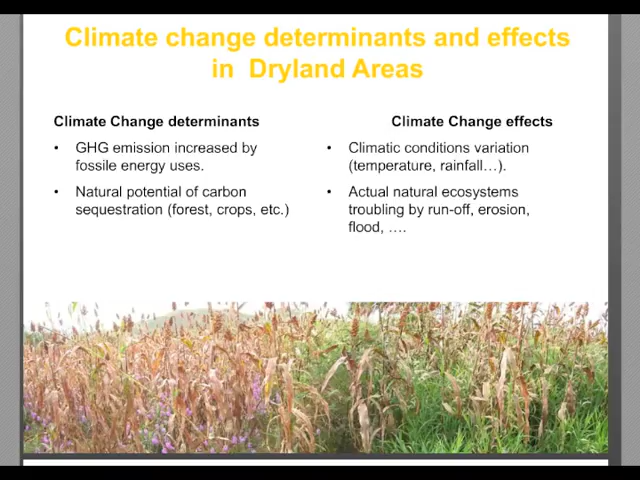 Climate change determinants and effects
in Dryland Areas
Climate Change determinants
• GHG emission increased by
fossile energy uses.
• Natural potential of carbon
sequestration (forest, crops, etc.)
Climate Change effects
• Climatic conditions variation
(temperature, rainfall…).
• Actual natural ecosystems
troubling by run-off, erosion,
flood, ….